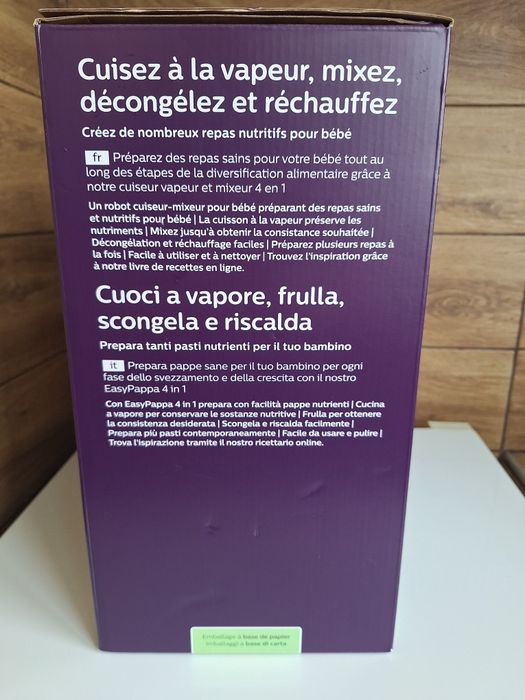 Cuisez à la vapeur, mixez,
décongélez et réchauffez
Créez de nombreux repas nutritifs pour bébé
fr Préparez des repas sains pour votre bébé tout au
long des étapes de la diversification alimentaire grâce à
notre cuiseur vapeur et mixeur 4 en 1
Un robot cuiseur-mixeur pour bébé préparant des repas sains
et nutritifs pour bébé | La cuisson à la vapeur préserve les
nutriments | Mixez jusqu'à obtenir la consistance souhaitée |
Décongélation et réchauffage faciles | Préparez plusieurs repas à
la fois | Facile à utiliser et à nettoyer | Trouvez l'inspiration grâce
à notre livre de recettes en ligne.
Cuoci a vapore, frulla,
scongela e riscalda
Prepara tanti pasti nutrienti per il tuo bambino
it Prepara pappe sane per il tuo bambino per ogni
fase dello svezzamento e della crescita con il nostro
EasyPappa 4 in 1
Con EasyPappa 4 in 1 prepara con facilità pappe nutrienti | Cucina
a vapore per conservare le sostanze nutritive | Frulla per ottenere
la consistenza desiderata | Scongela e riscalda facilmente |
Prepara più pasti contemporaneamente | Facile da usare e pulire |
Trova l'ispirazione tramite il nostro ricettario online.
Emballage à base de papier
Imballaggi a base di carta